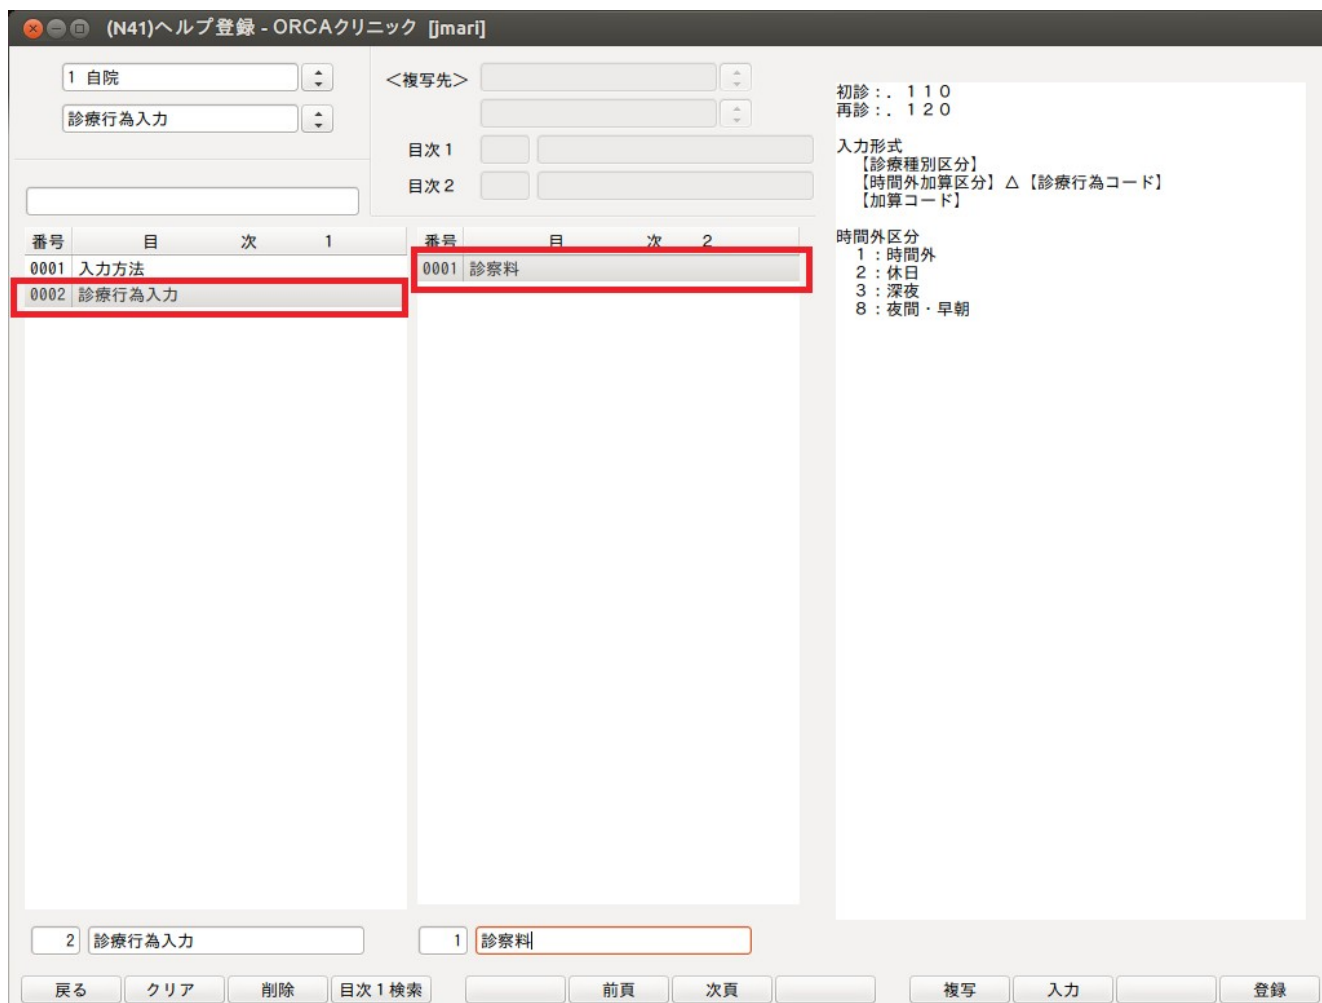 (N41)ヘルプ登録 - ORCAクリニック [jmari]
1 自院
診療行為入力
<複写先>
目次1
目次2
番号 目 次 1
0001 入力方法
0002 診療行為入力
番号 目 次 2
0001 診察料
初診:．１１０
再診:．１２０
入力形式
【診療種別区分】
【時間外加算区分】△【診療行為コード】
【加算コード】
時間外区分
１:時間外
２:休日
３:深夜
８:夜間・早朝
2 診療行為入力
1 診察料
戻る クリア 削除 目次1検索 前頁 次頁 複写 入力 登録